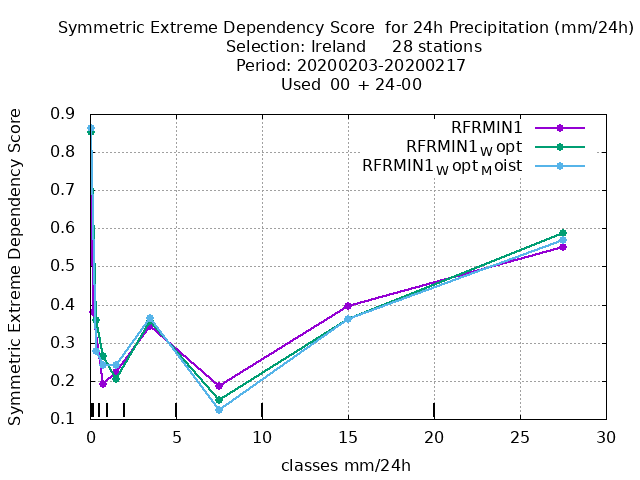 Symmetric Extreme Dependency Score  for 24h Precipitation (mm/24h)
Selection: Ireland     28 stations
Period: 20200203-20200217
Used  00 + 24-00
Symmetric Extreme Dependency Score
0.9
0.8
0.7
0.6
0.5
0.4
0.3
0.2
0.1
RFRMIN1
RFRMIN1Wopt
RFRMIN1WoptMoist
0 5 10 15 20 25 30
classes mm/24h